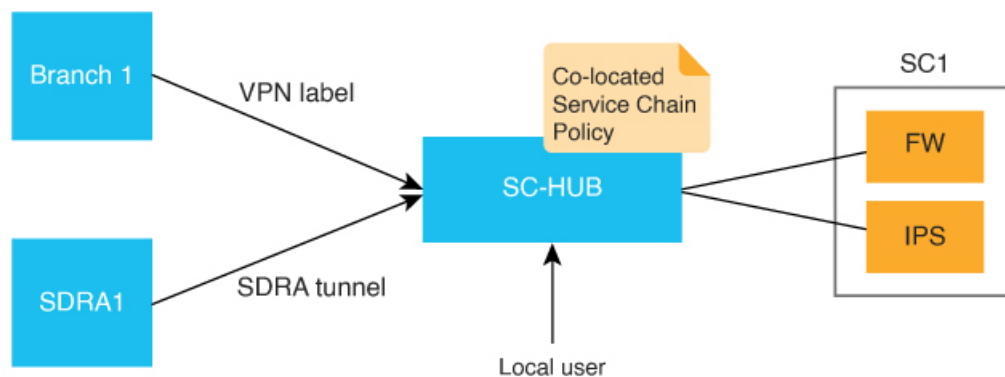 Branch 1
VPN label
Co-located
Service Chain
Policy
SC1
FW
SC-HUB
IPS
SDRA1
SDRA tunnel
Local user